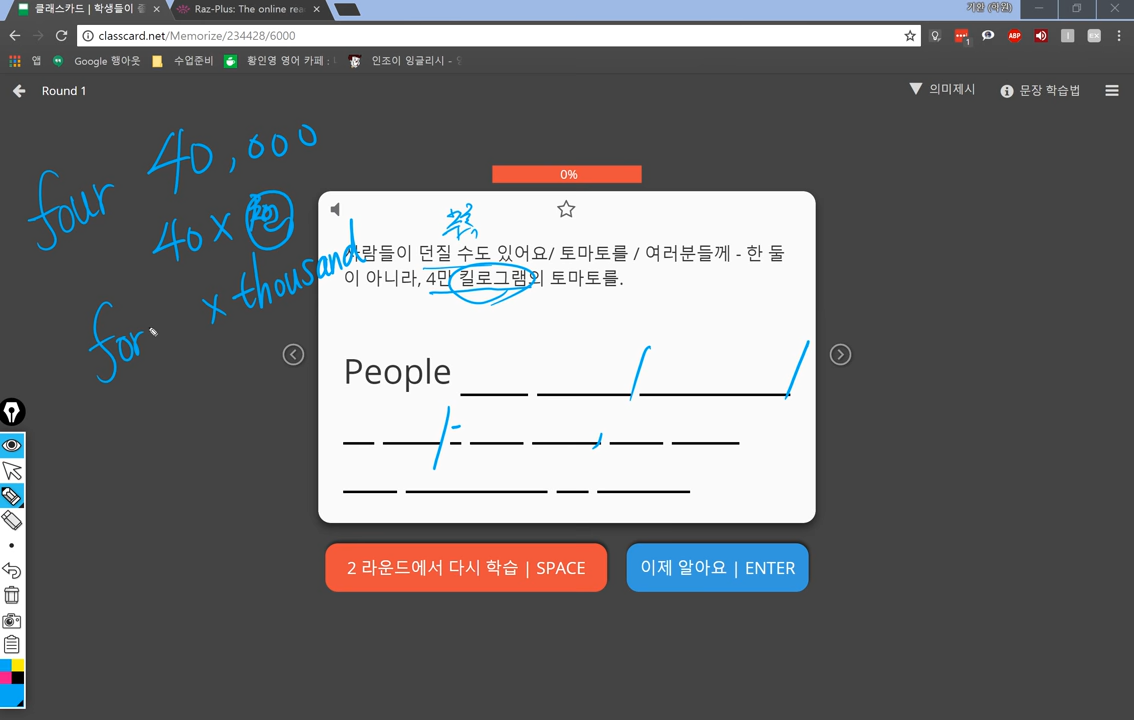 클래스카드 | 학생들이 클
Raz-Plus: The online rea
기환 (학원)
classcard.net/Memorize/234428/6000
ABP
앱
Google 행아웃
수업준비
황인영 영어 카페 :
인조이 잉글리시 -
Round 1
의미제시
문장 학습법
40,000
four
0%
40 x
사람들이 던질 수도 있어요/ 토마토를 / 여러분들께 - 한 둘
이 아니라, 4만 킬로그램의 토마토를.
x thousand
for
People
2 라운드에서 다시 학습 | SPACE
이제 알아요 | ENTER